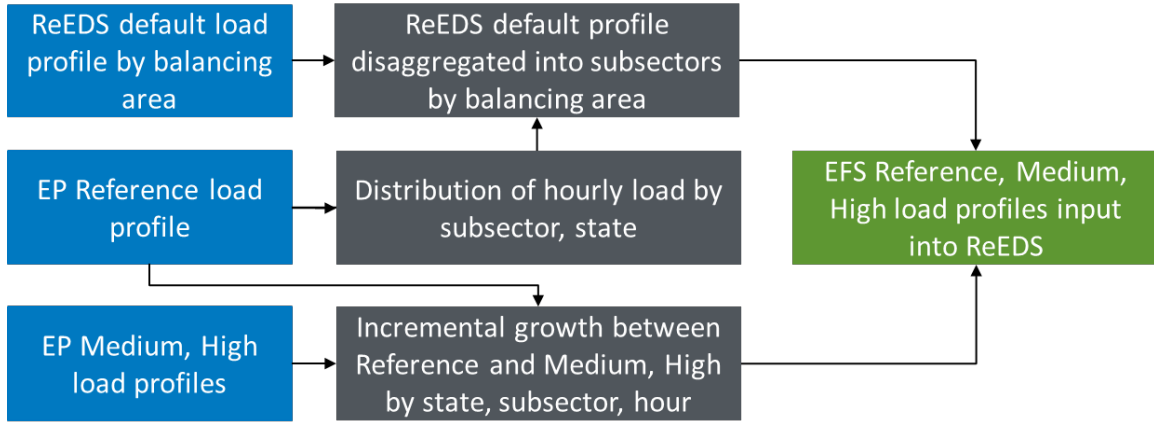 ReeDS default load
profile by balancing
area
ReEDS default profile
disaggregated into subsectors
by balancing area
EP Reference load
profile
Distribution of hourly load by
subsector, state
EFS Reference, Medium,
High load profiles input
into ReEDS
EP Medium, High
load profiles
Incremental growth between
Reference and Medium, High
by state, subsector, hour